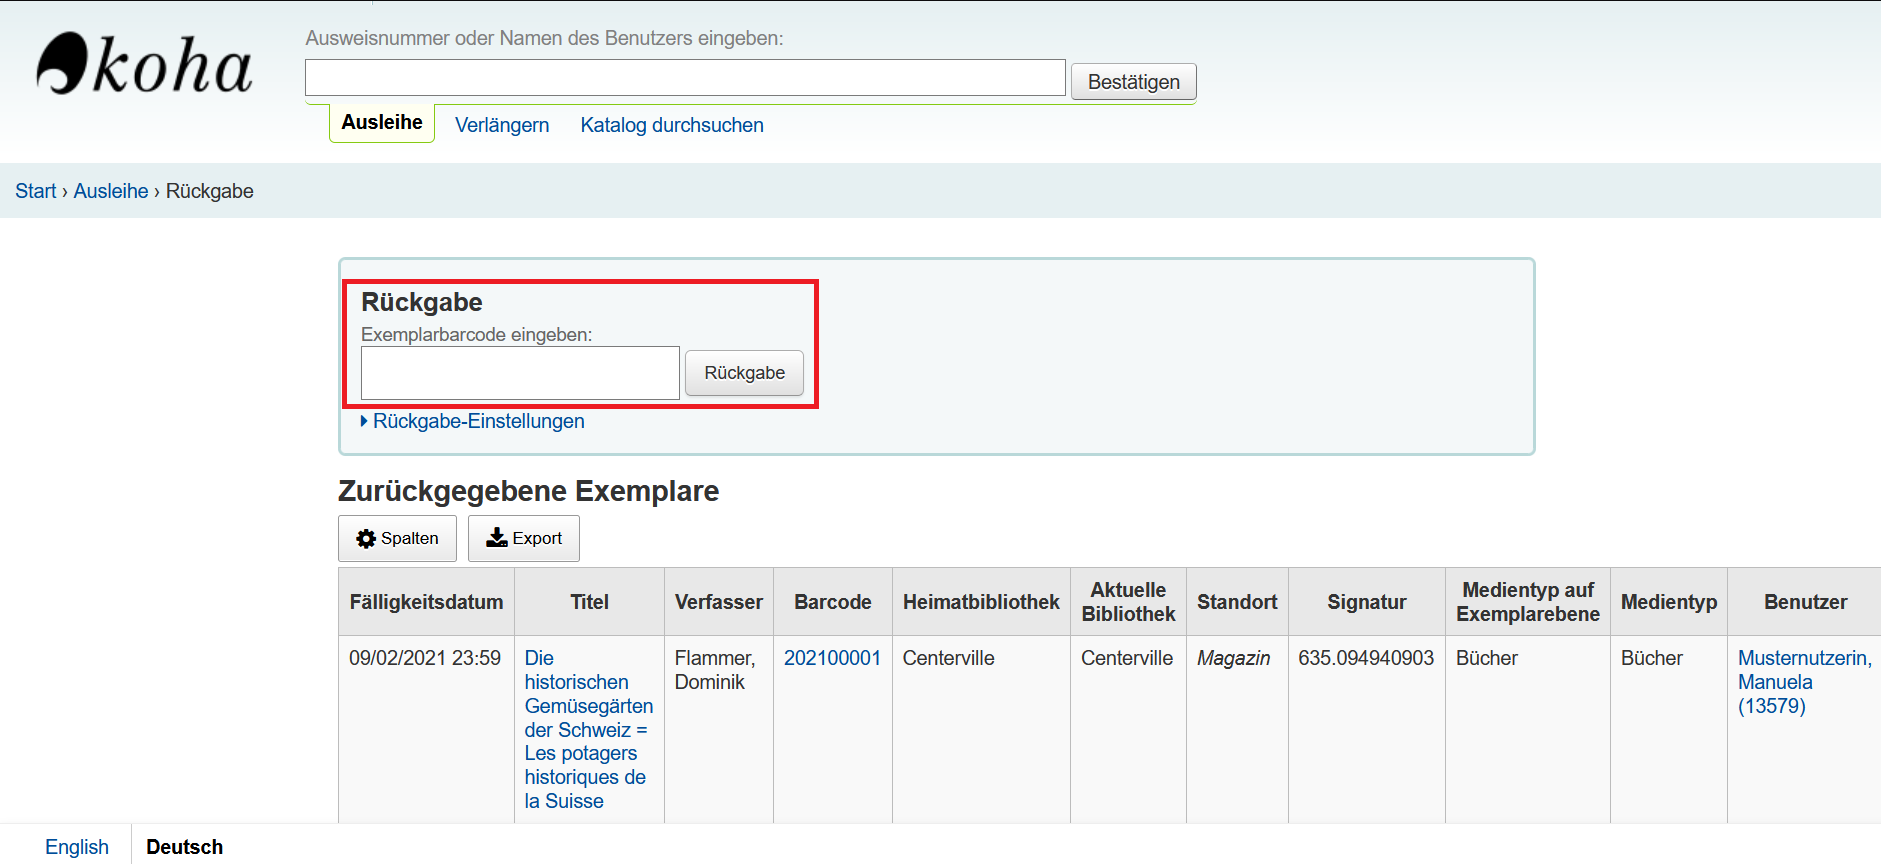 koha
Ausweisnummer oder Namen des Benutzers eingeben:
Bestätigen
Ausleihe Verlängern Katalog durchsuchen
Start › Ausleihe › Rückgabe
Rückgabe
Exemplarbarcode eingeben:
Rückgabe
Rückgabe-Einstellungen
Zurückgegebene Exemplare
Spalten Export
Fälligkeitsdatum Titel Verfasser Barcode Heimatbibliothek Aktuelle Bibliothek Standort Signatur Medientyp auf Exemplarebene Medientyp Benutzer
09/02/2021 23:59 Die historischen Gemüsegärten der Schweiz = Les potagers historiques de la Suisse Flammer, Dominik 202100001 Centerville Centerville Magazin 635.094940903 Bücher Bücher Musternutzerin, Manuela (13579)
English Deutsch